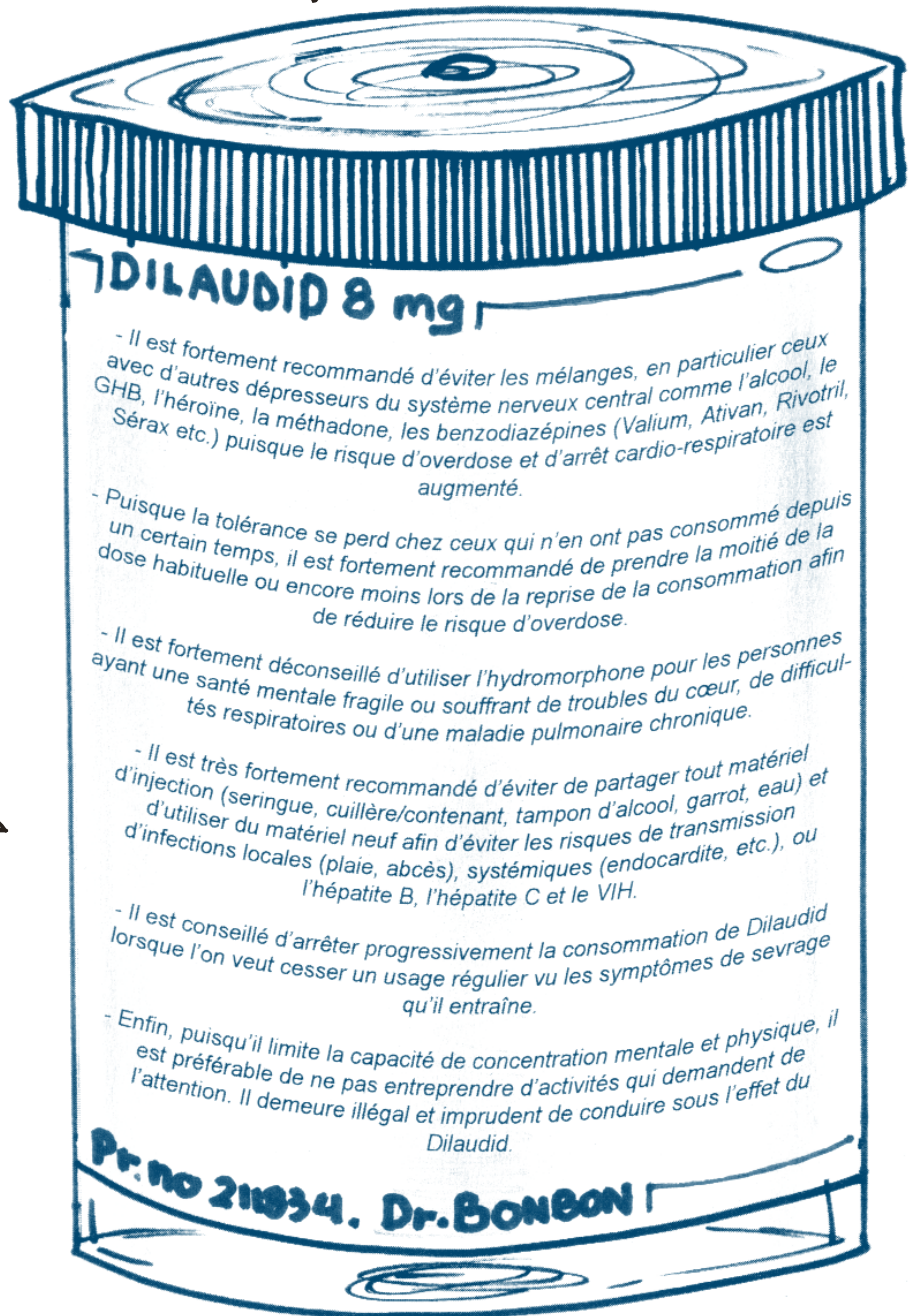 DILAUDID 8 mg
- Il est fortement recommandé d'éviter les mélanges, en particulier ceux
avec d'autres dépresseurs du système nerveux central comme l'alcool, le
GHB, l'héroïne, la méthadone, les benzodiazépines (Valium, Ativan, Rivotril,
Sérax etc.) puisque le risque d'overdose et d'arrêt cardio-respiratoire est
augmenté.
- Puisque la tolérance se perd chez ceux qui n'en ont pas consommé depuis
un certain temps, il est fortement recommandé de prendre la moitié de la
dose habituelle ou encore moins lors de la reprise de la consommation afin
de réduire le risque d'overdose.
- Il est fortement déconseillé d'utiliser l'hydromorphone pour les personnes
ayant une santé mentale fragile ou souffrant de troubles du cœur, de difficul-
tés respiratoires ou d'une maladie pulmonaire chronique.
- Il est très fortement recommandé d'éviter de partager tout matériel
d'injection (seringue, cuillère/contenant, tampon d'alcool, garrot, eau) et
d'utiliser du matériel neuf afin d'éviter les risques de transmission
d'infections locales (plaie, abcès), systémiques (endocardite, etc.), ou
l'hépatite B, l'hépatite C et le VIH.
- Il est conseillé d'arrêter progressivement la consommation de Dilaudid
lorsque l'on veut cesser un usage régulier vu les symptômes de sevrage
qu'il entraîne.
- Enfin, puisqu'il limite la capacité de concentration mentale et physique, il
est préférable de ne pas entreprendre d'activités qui demandent de
l'attention. Il demeure illégal et imprudent de conduire sous l'effet du
Dilaudid.
Pr. no 211934. Dr. BONBON